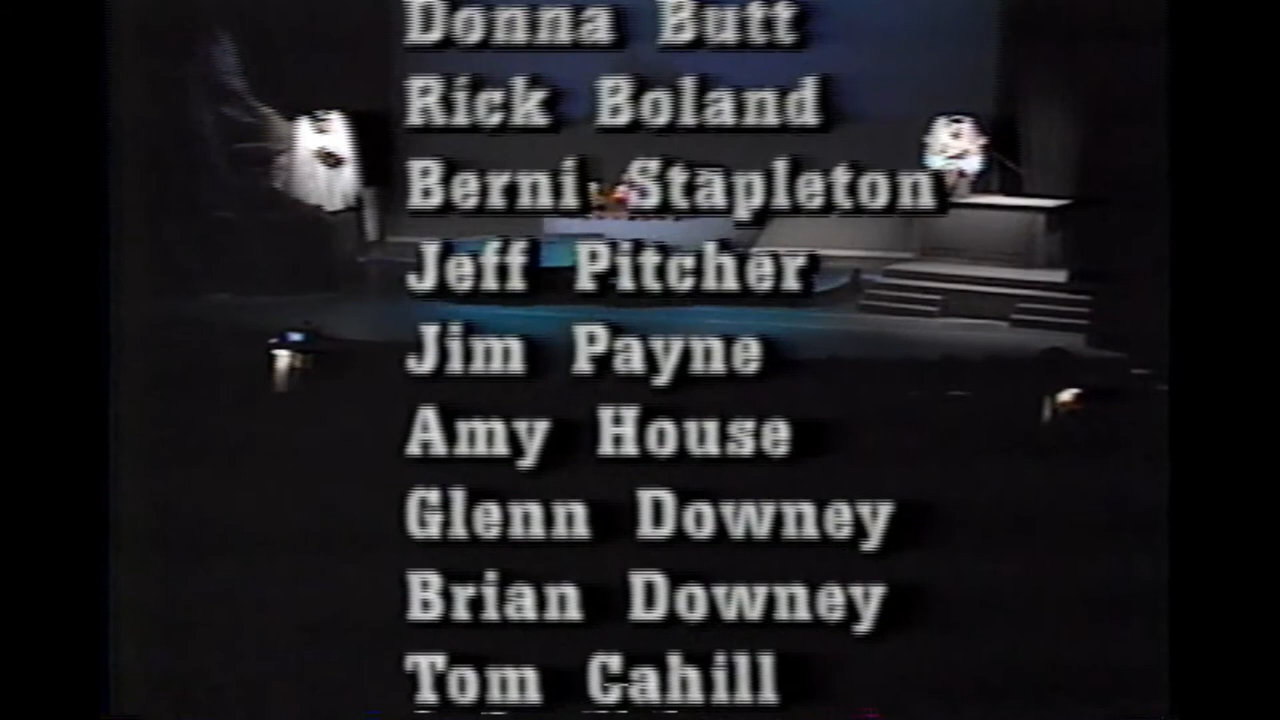 Donna Butt
Rick Boland
Berni Stapleton
Jeff Pitcher
Jim Payne
Amy House
Glenn Downey
Brian Downey
Tom Cahill